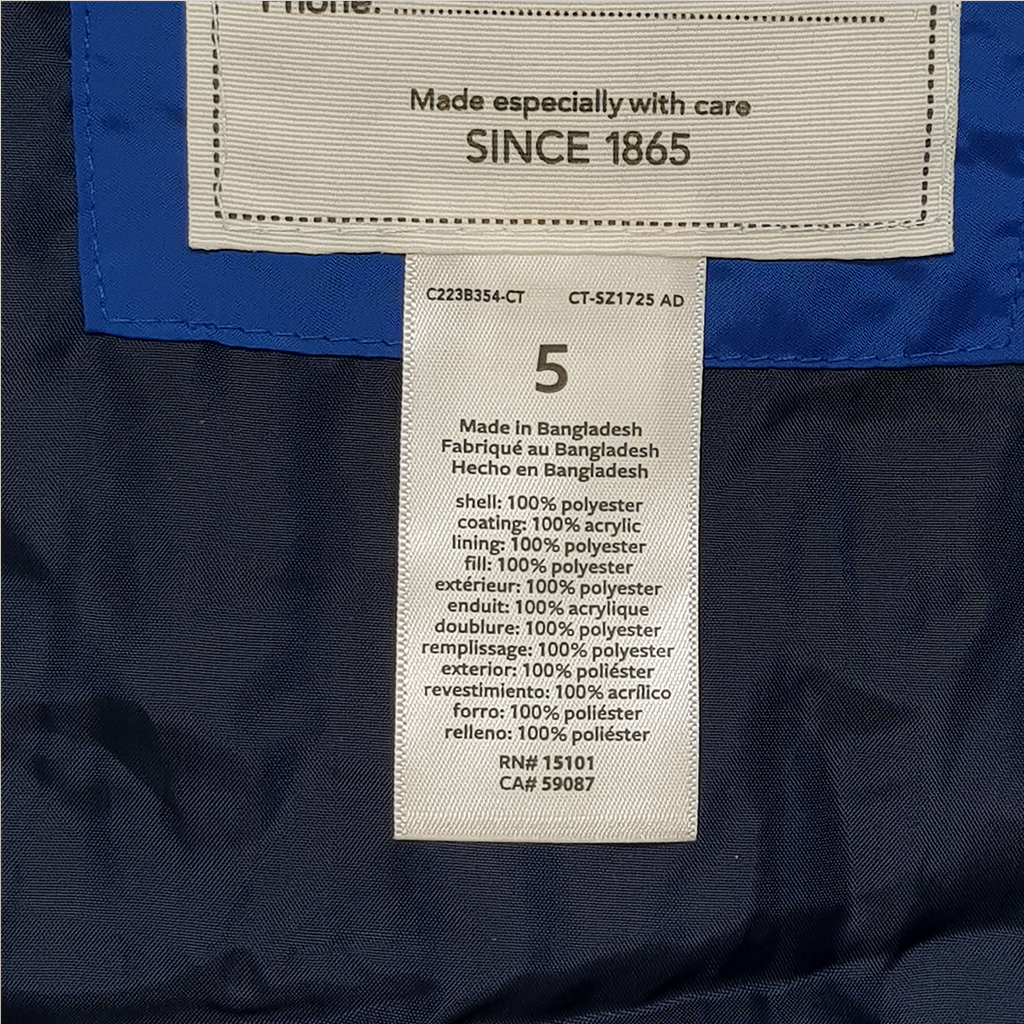 Phone: ..........
Made especially with care
SINCE 1865
C223B354-CT CT-SZ1725 AD
5
Made in Bangladesh
Fabriqué au Bangladesh
Hecho en Bangladesh
shell: 100% polyester
coating: 100% acrylic
lining: 100% polyester
fill: 100% polyester
extérieur: 100% polyester
enduit: 100% acrylique
doublure: 100% polyester
remplissage: 100% polyester
exterior: 100% poliéster
revestimiento: 100% acrílico
forro: 100% poliéster
relleno: 100% poliéster
RN# 15101
CA# 59087